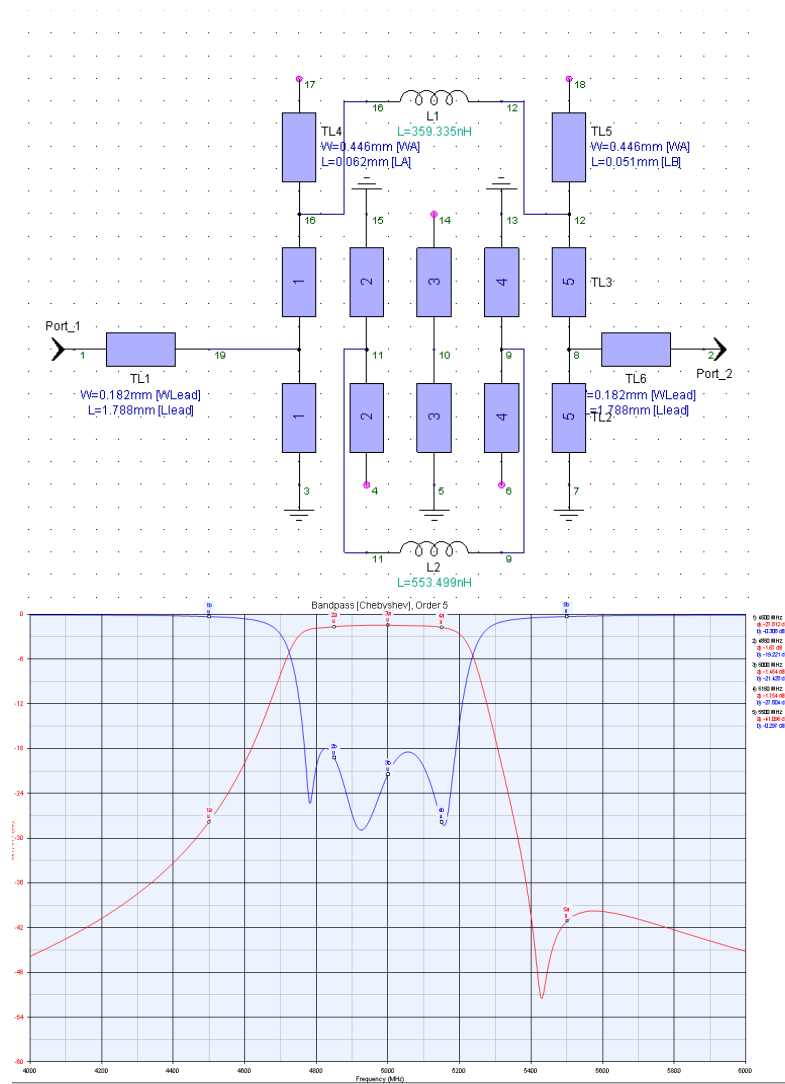 17
18
16
12
L1
L=359.335nH
TL4
W=0.446mm [WA]
L=0.062mm [LA]
TL5
W=0.446mm [WA]
L=0.051mm [LB]
16
15
14
13
12
1
2
3
4
5
TL3
Port_1
1
19
11
10
9
8
2
Port_2
TL1
W=0.182mm [WLead]
L=1.788mm [Llead]
TL6
W=0.182mm [WLead]
L=1.788mm [Llead]
1
2
3
4
5
TL2
3
4
5
6
7
11
9
L2
L=553.499nH
Bandpass [Chebyshev], Order 5
0
-6
-12
-18
-24
-30
-36
-42
-48
-54
-60
4000
4200
4400
4600
4800
5000
5200
5400
5600
5800
6000
Frequency (MHz)